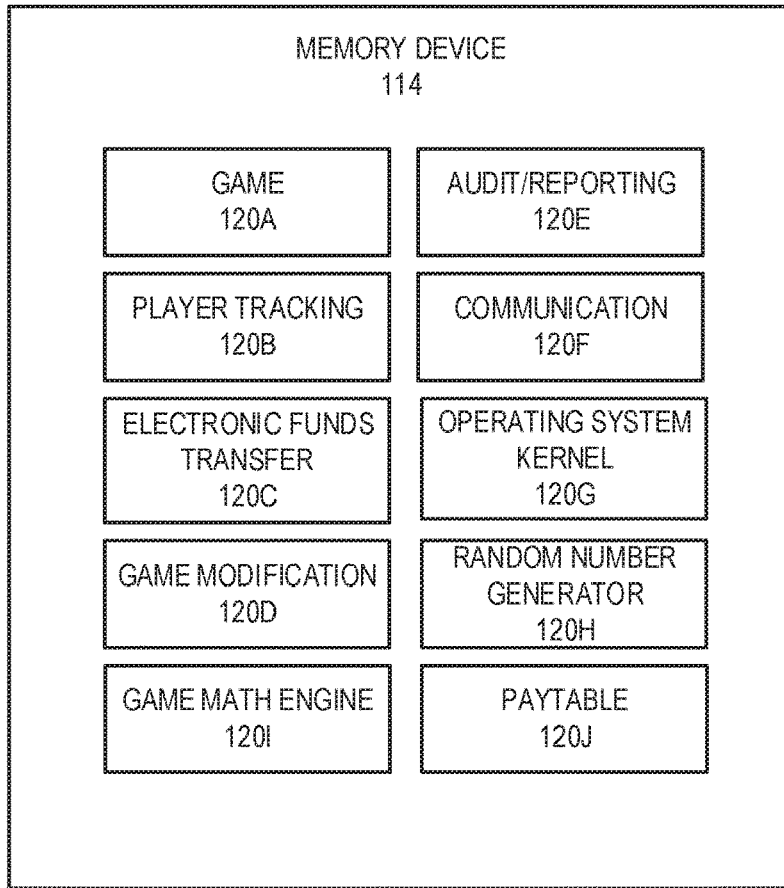 MEMORY DEVICE
114
GAME
120A
AUDIT/REPORTING
120E
PLAYER TRACKING
120B
COMMUNICATION
120F
ELECTRONIC FUNDS
TRANSFER
120C
OPERATING SYSTEM
KERNEL
120G
GAME MODIFICATION
120D
RANDOM NUMBER
GENERATOR
120H
GAME MATH ENGINE
120I
PAYTABLE
120J